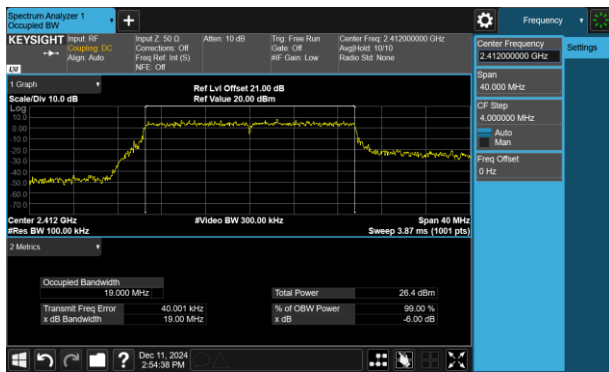 Spectrum Analyzer 1
Occupied BW
Frequency
KEYSIGHT
Input: RF
Coupling: DC
Align: Auto
Input Z: 50 Ω
Corrections: Off
Freq Ref: Int (S)
NFE: Off
Atten: 10 dB
Trig: Free Run
Gate: Off
#IF Gain: Low
Center Freq: 2.412000000 GHz
Avg|Hold: 10/10
Radio Std: None
LXI
Center Frequency
2.412000000 GHz
Settings
Span
40.000 MHz
CF Step
4.000000 MHz
Auto
Man
Freq Offset
0 Hz
1 Graph
Scale/Div 10.0 dB
Ref Lvl Offset 21.00 dB
Ref Value 20.00 dBm
Log
10.0
0.00
-10.0
-20.0
-30.0
-40.0
-50.0
-60.0
-70.0
Center 2.412 GHz
#Video BW 300.00 kHz
Span 40 MHz
#Res BW 100.00 kHz
Sweep 3.87 ms (1001 pts)
2 Metrics
Occupied Bandwidth
19.000 MHz
Total Power 26.4 dBm
Transmit Freq Error 40.001 kHz
% of OBW Power 99.00 %
x dB Bandwidth 19.00 MHz
x dB -6.00 dB
Dec 11, 2024
2:54:38 PM